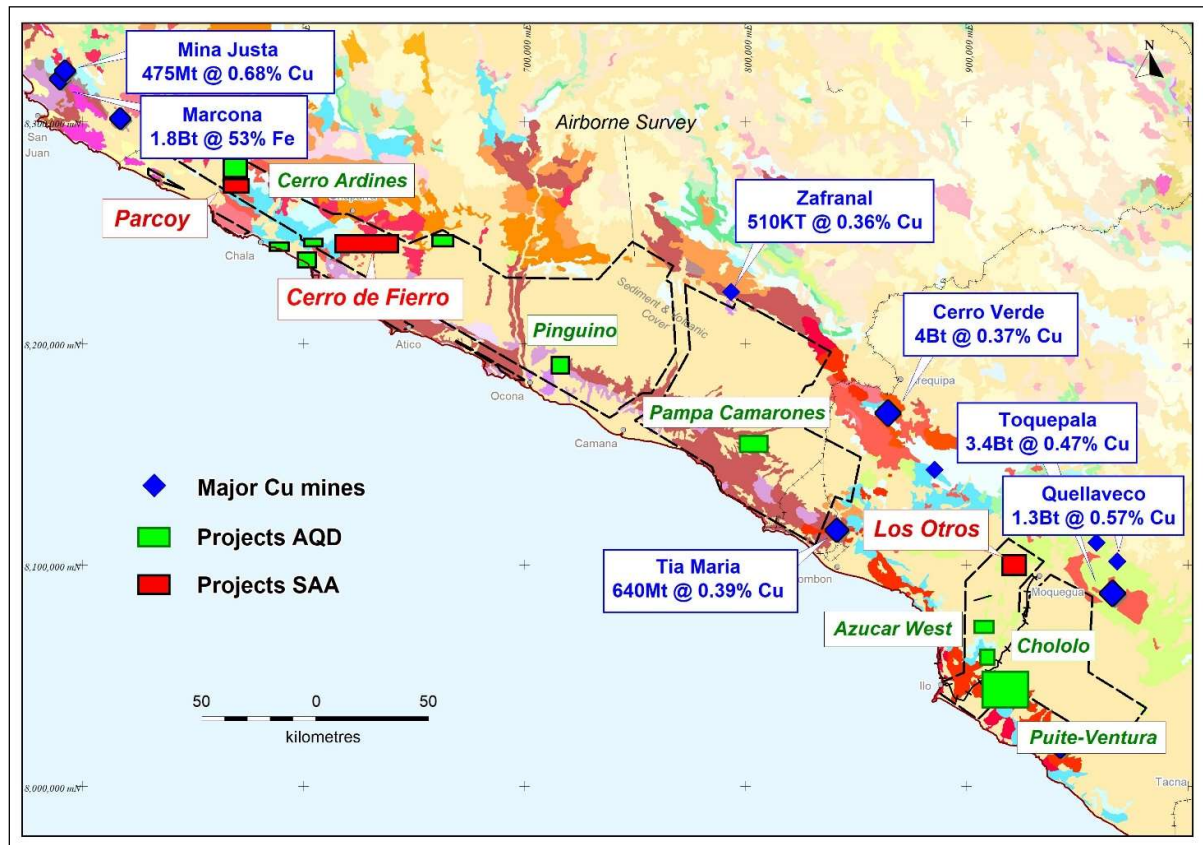 Mina Justa
475Mt @ 0.68% Cu
Marcona
1.8Bt @ 53% Fe
San
Juan
700,000 mE
800,000 mE
900,000 mE
N
Airborne Survey
Cerro Ardines
Parcoy
Zafranal
510KT @ 0.36% Cu
Chala
Cerro de Fierro
Sediment & Volcanic
Cover
Cerro Verde
4Bt @ 0.37% Cu
8,200,000 mN
Atico
Pinguino
Ocona
Pampa Camarones
Camana
Toquepala
3.4Bt @ 0.47% Cu
Quellaveco
1.3Bt @ 0.57% Cu
Major Cu mines
Projects AQD
Projects SAA
Los Otros
Tia Maria
640Mt @ 0.39% Cu
8,100,000 mN
Moquegua
Azucar West
Chololo
Ilo
50 0 50
kilometres
Puite-Ventura
8,000,000 mN
Tacna